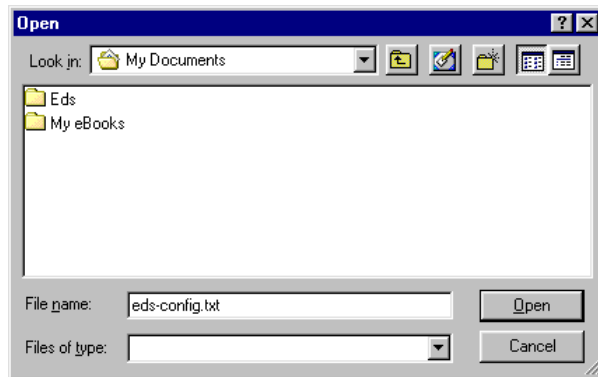 Open
Look in: My Documents
Eds
My eBooks
File name: eds-config.txt Open
Files of type: Cancel